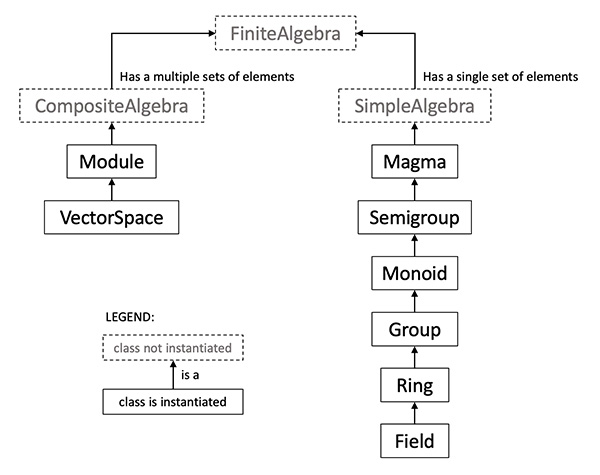 FiniteAlgebra
Has a multiple sets of elements
Has a single set of elements
CompositeAlgebra
SimpleAlgebra
Module
Magma
VectorSpace
Semigroup
Monoid
LEGEND:
Group
class not instantiated
is a
Ring
class is instantiated
Field